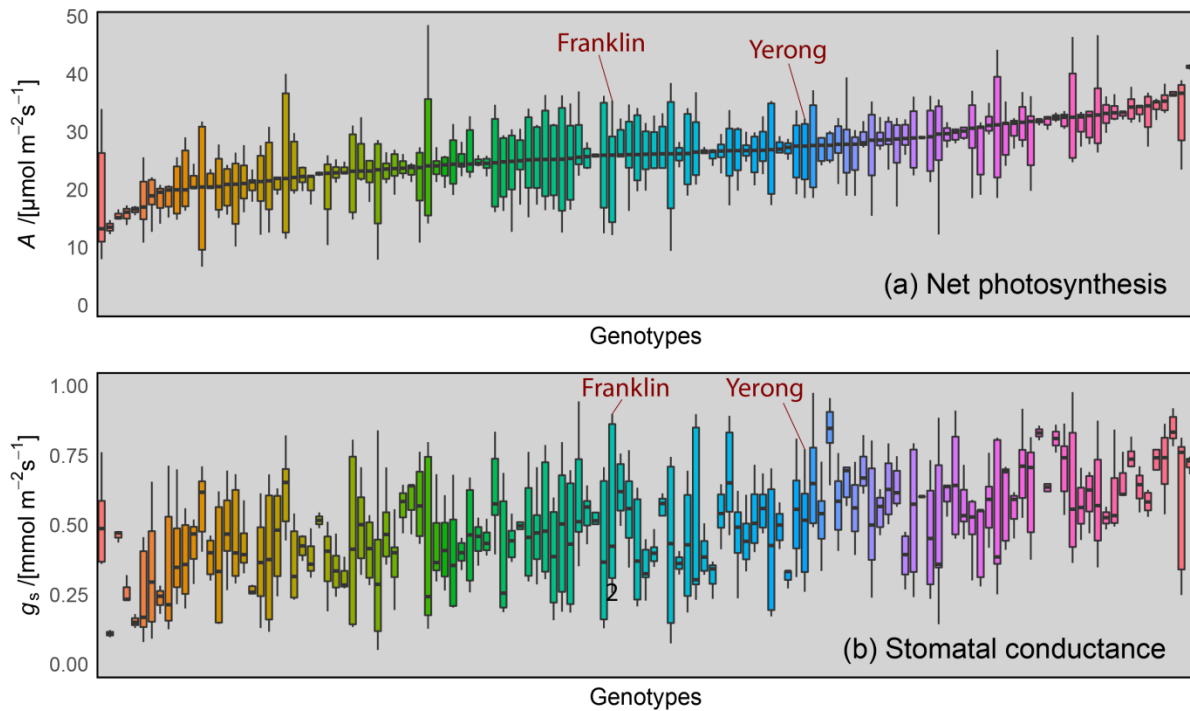 50
40
30
20
10
0
A /[µmol m−2s−1]
Franklin
Yerong
(a) Net photosynthesis
Genotypes
1.00
0.75
0.50
0.25
0.00
gs /[mmol m−2s−1]
Franklin
Yerong
2
(b) Stomatal conductance
Genotypes